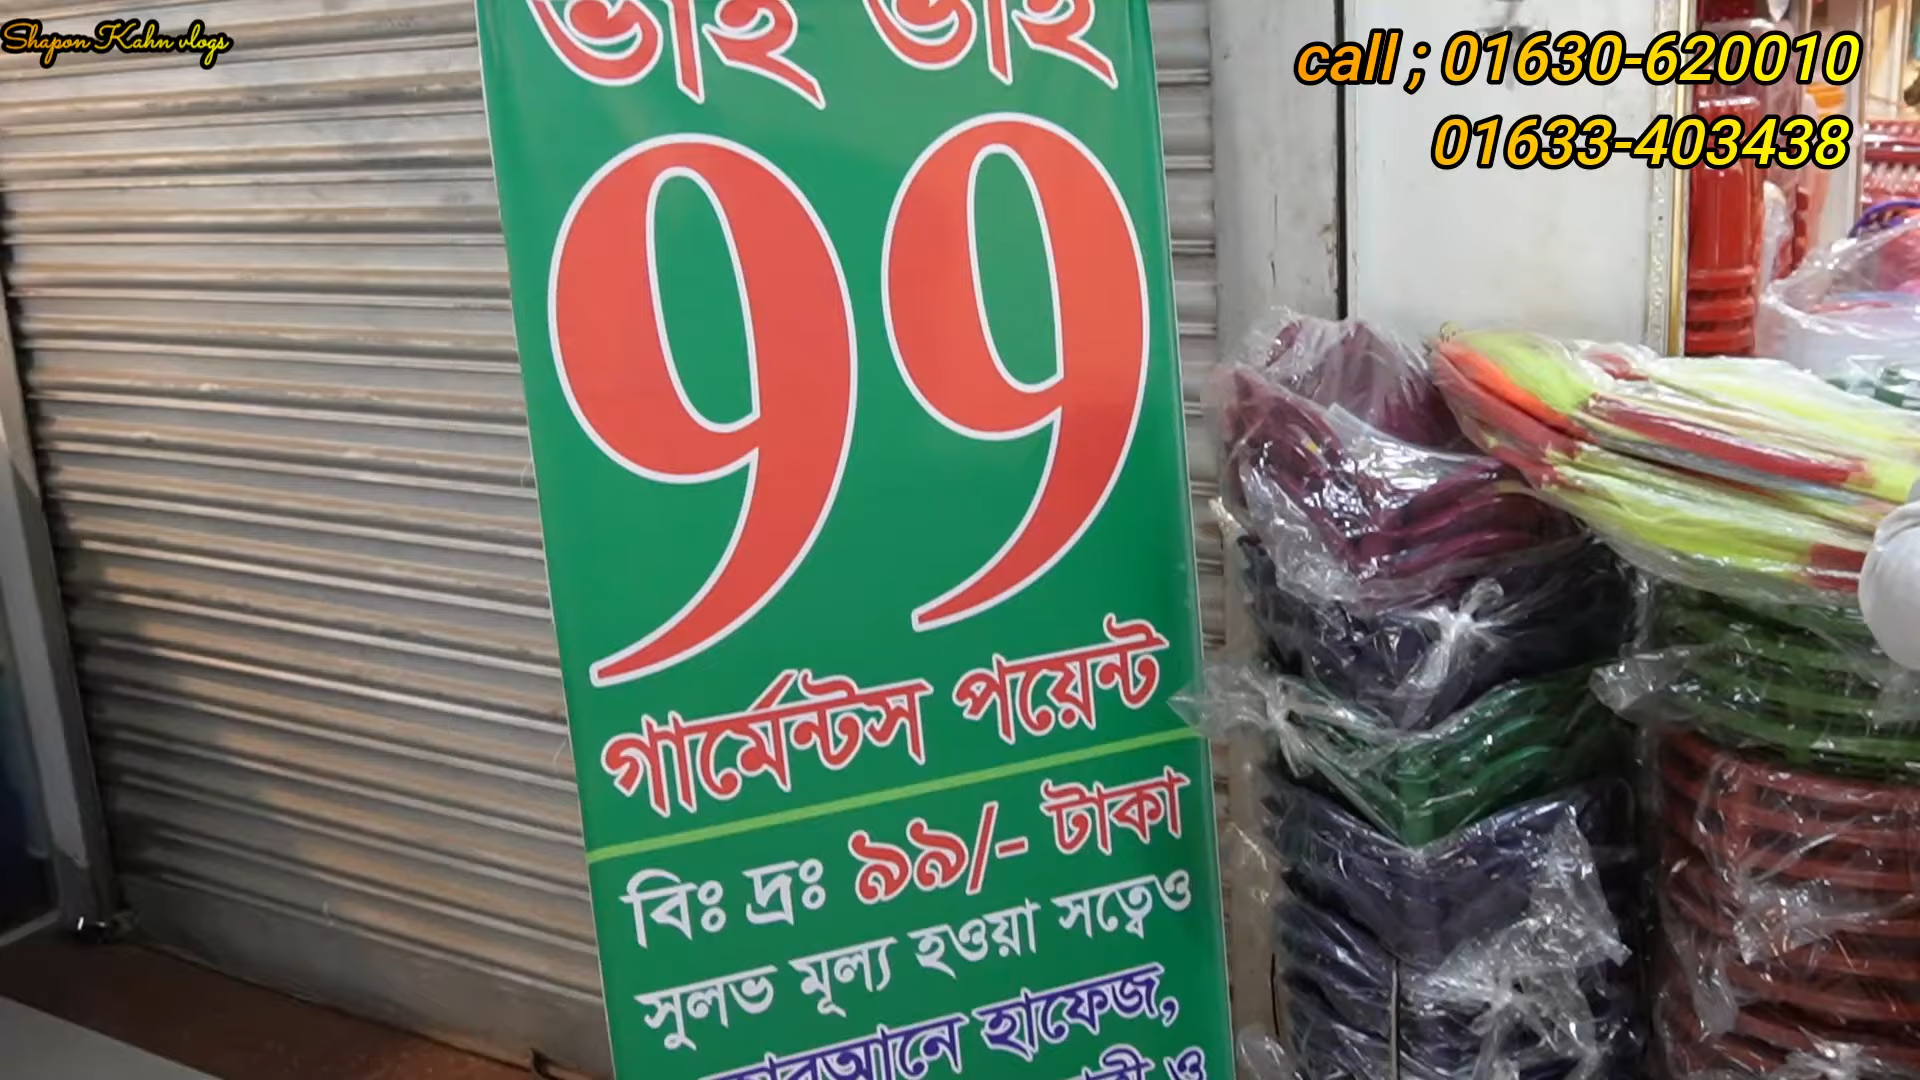 Shapon Kahn vlogs
call ; 01630-620010
01633-403438
ভাই ভাই
99
গার্মেন্টস পয়েন্ট
বিঃ দ্রঃ ৯৯/- টাকা
সুলভ মূল্য হওয়া সত্বেও
হাফেজ,
ও